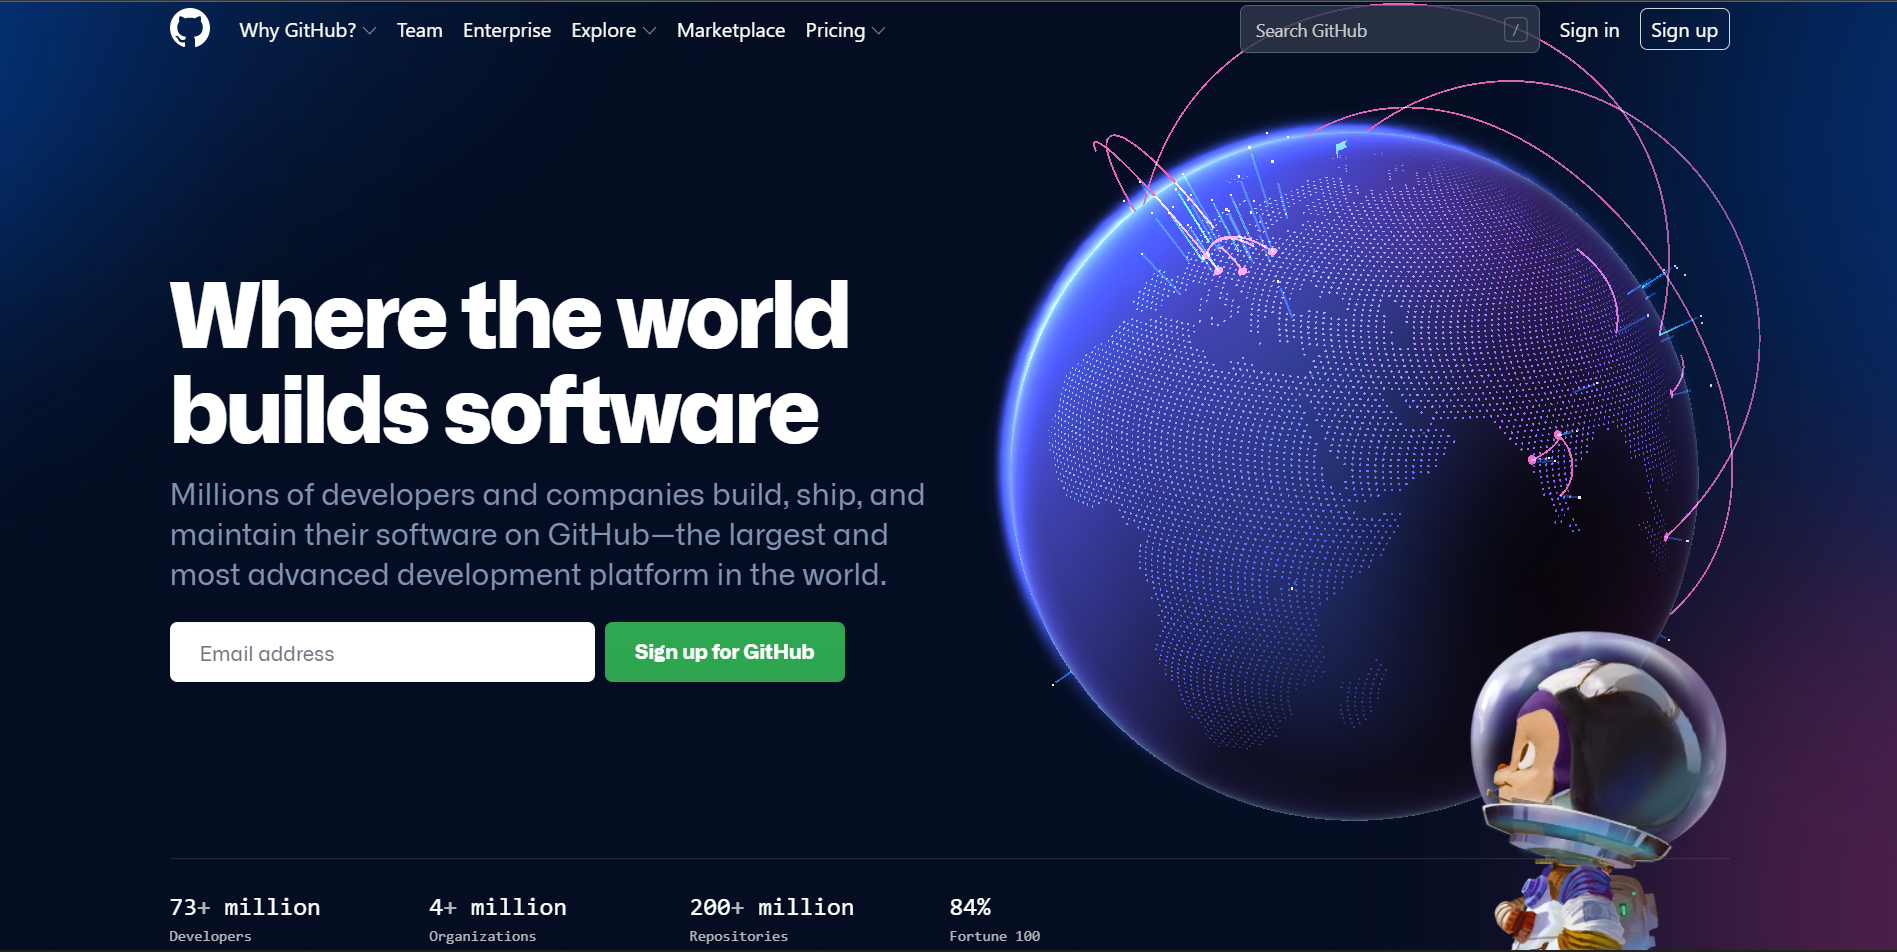 Why GitHub? Team Enterprise Explore Marketplace Pricing Search GitHub / Sign in Sign up
Where the world
builds software
Millions of developers and companies build, ship, and
maintain their software on GitHub—the largest and
most advanced development platform in the world.
Email address Sign up for GitHub
73+ million 4+ million 200+ million 84%
Developers Organizations Repositories Fortune 100